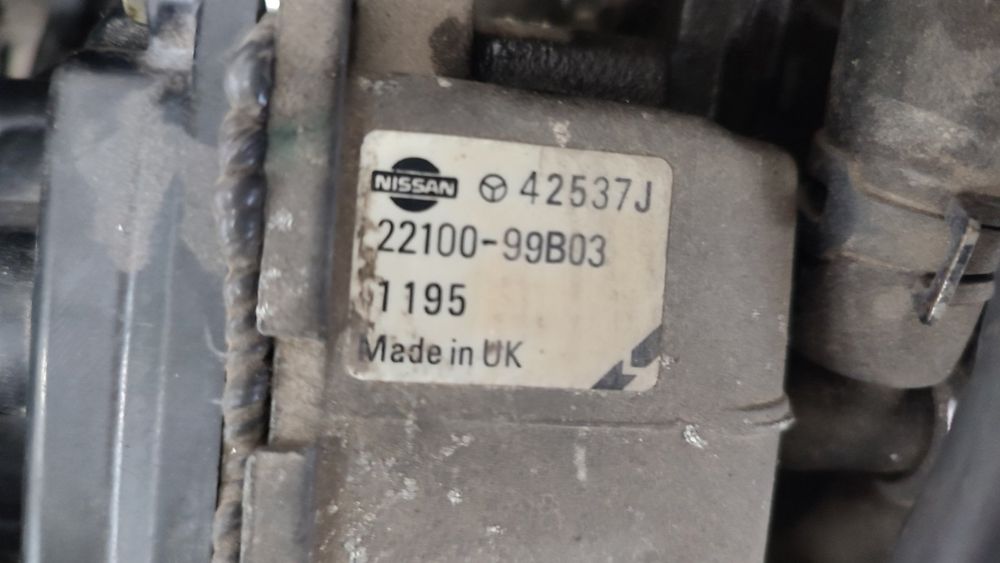 NISSAN 42537J
22100-99B03
1195
Made in UK